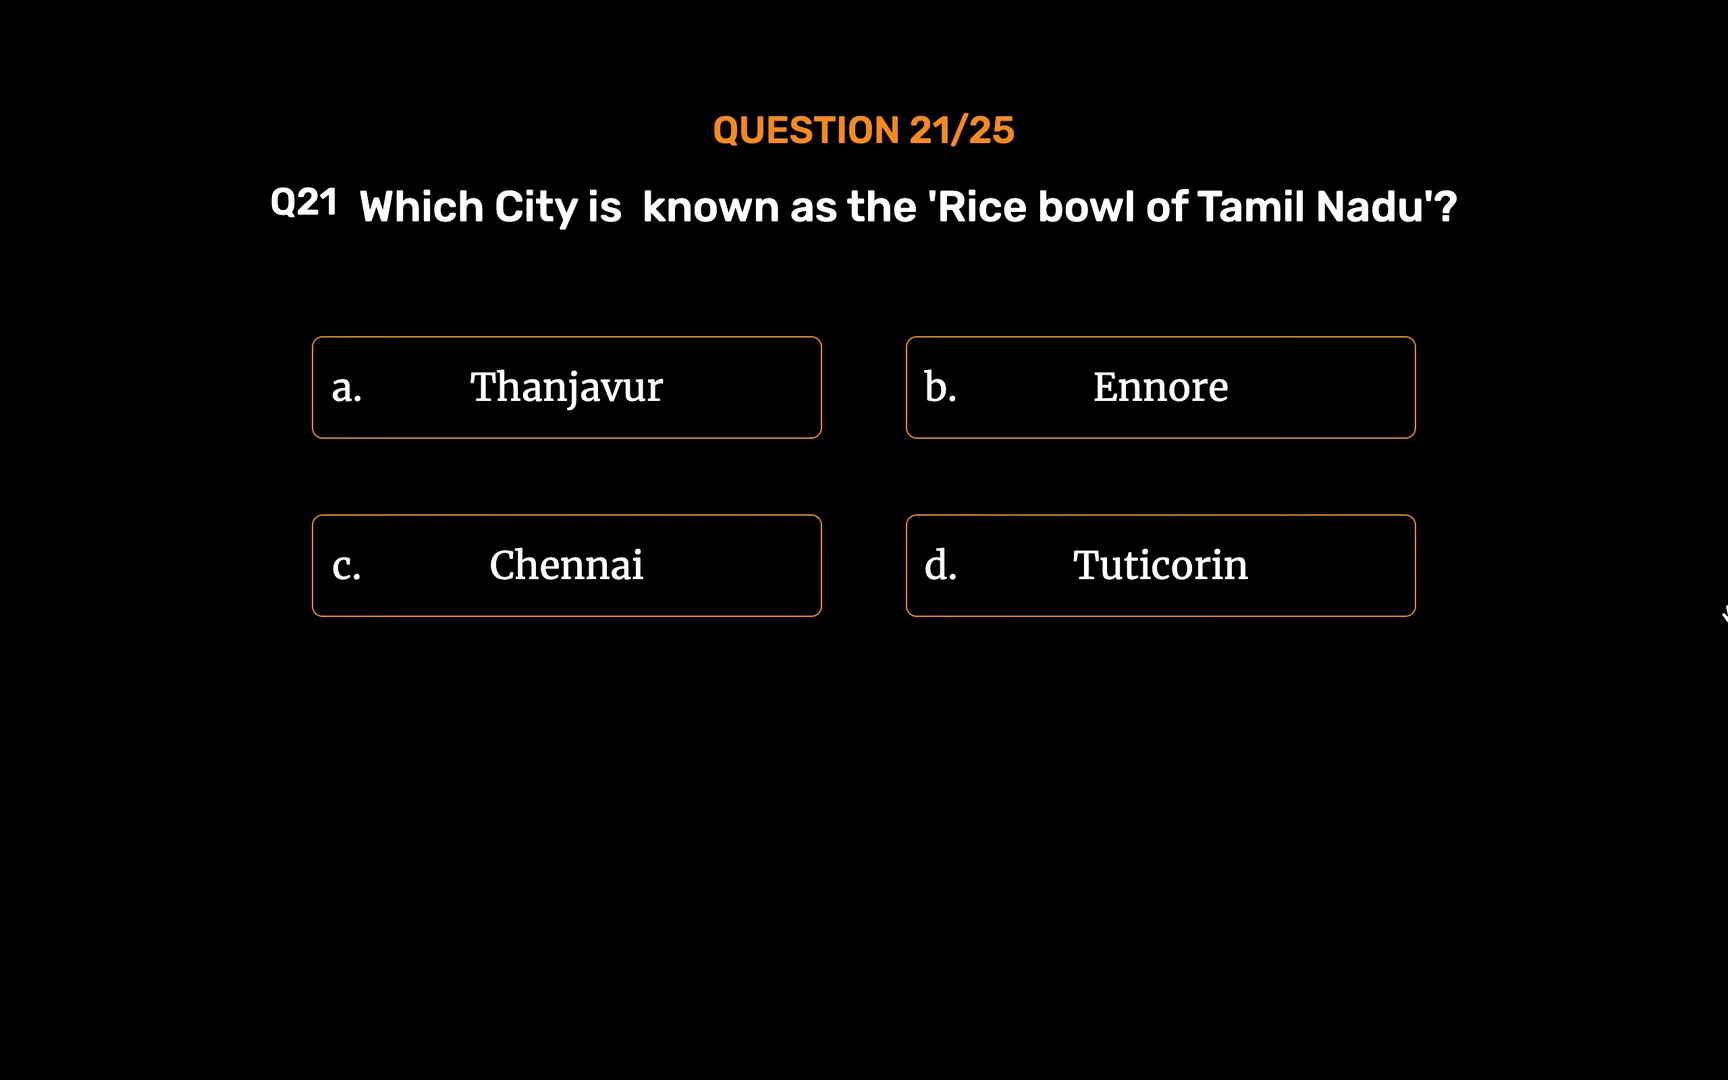 QUESTION 21/25
Q21 Which City is known as the 'Rice bowl of Tamil Nadu'?
a. Thanjavur
b. Ennore
c. Chennai
d. Tuticorin